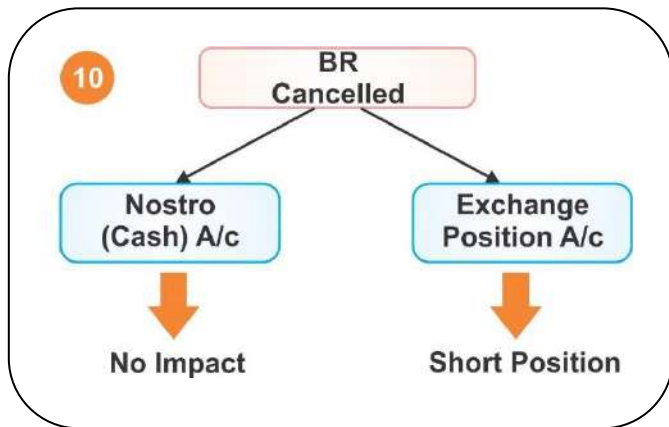 10
BR
Cancelled
Nostro
(Cash) A/c
Exchange
Position A/c
No Impact
Short Position